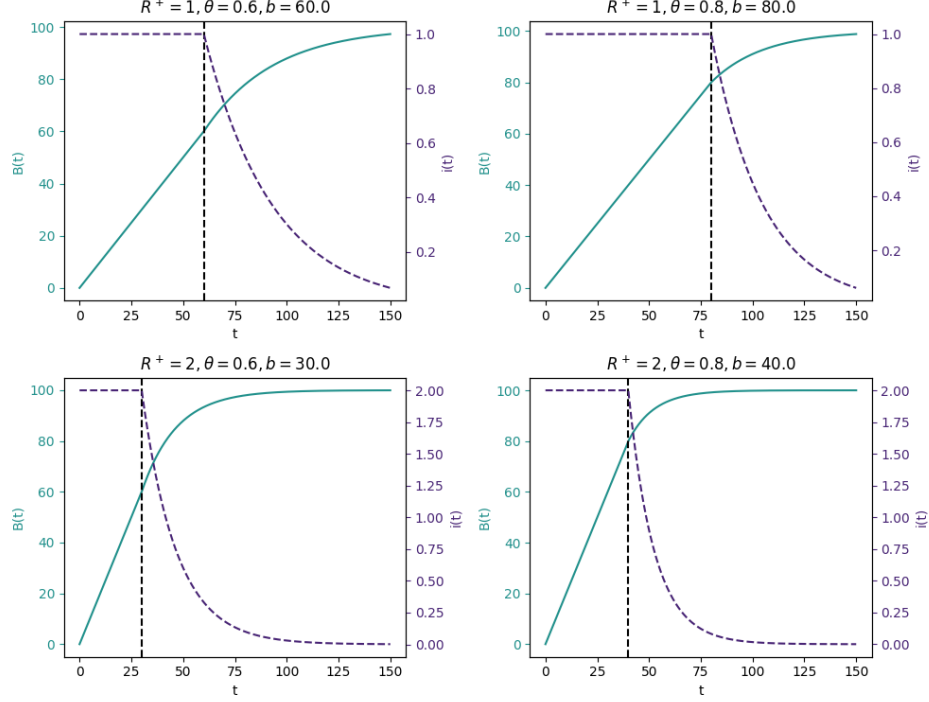 R⁺ = 1, θ = 0.6, b = 60.0
100
80
60
40
20
0
B(t)
1.0
0.8
0.6
0.4
0.2
i(t)
0 25 50 75 100 125 150
t
R⁺ = 1, θ = 0.8, b = 80.0
100
80
60
40
20
0
B(t)
1.0
0.8
0.6
0.4
0.2
i(t)
0 25 50 75 100 125 150
t
R⁺ = 2, θ = 0.6, b = 30.0
100
80
60
40
20
0
B(t)
2.00
1.75
1.50
1.25
1.00
0.75
0.50
0.25
0.00
i(t)
0 25 50 75 100 125 150
t
R⁺ = 2, θ = 0.8, b = 40.0
100
80
60
40
20
0
B(t)
2.00
1.75
1.50
1.25
1.00
0.75
0.50
0.25
0.00
i(t)
0 25 50 75 100 125 150
t